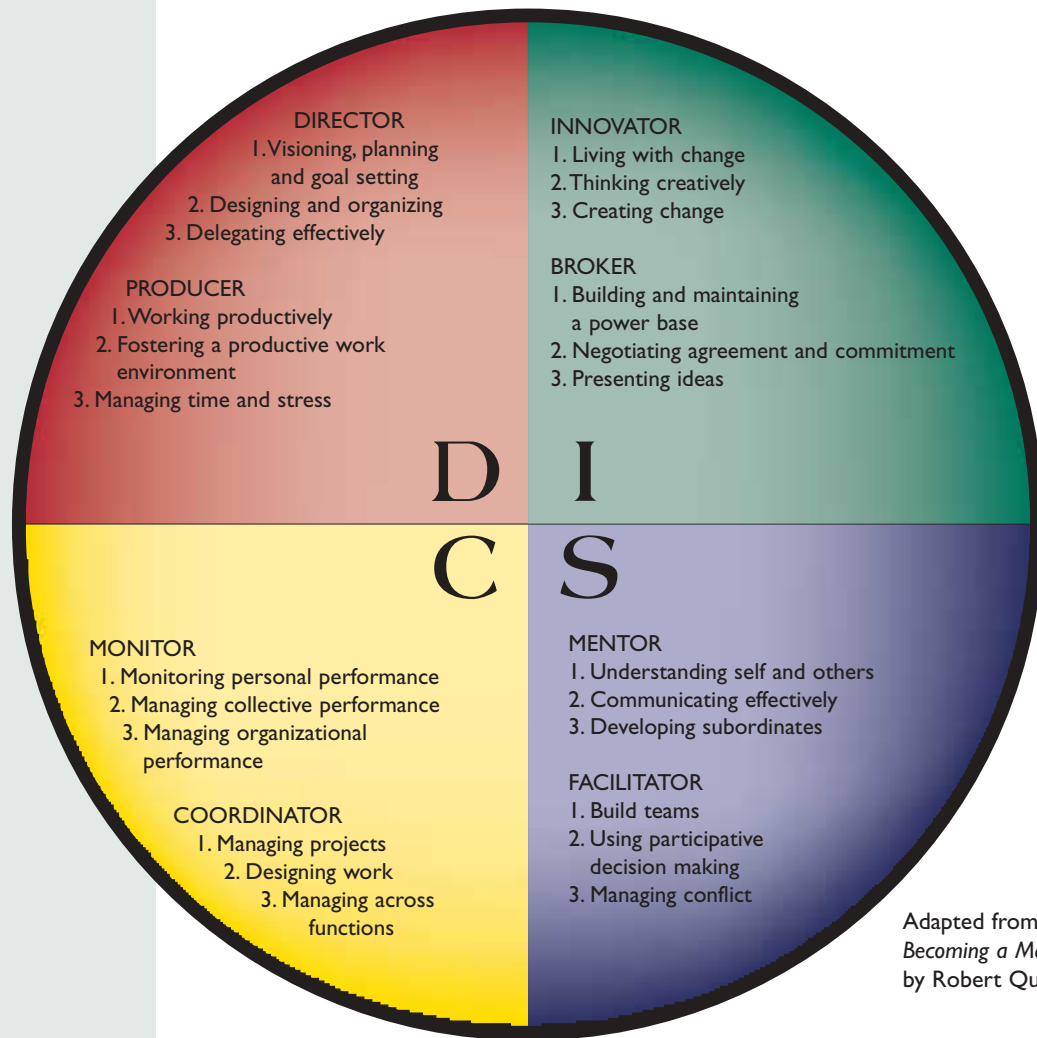 DIRECTOR
1. Visioning, planning
and goal setting
2. Designing and organizing
3. Delegating effectively
PRODUCER
1. Working productively
2. Fostering a productive work
environment
3. Managing time and stress
INNOVATOR
1. Living with change
2. Thinking creatively
3. Creating change
BROKER
1. Building and maintaining
a power base
2. Negotiating agreement and commitment
3. Presenting ideas
D I
C S
MONITOR
1. Monitoring personal performance
2. Managing collective performance
3. Managing organizational
performance
COORDINATOR
1. Managing projects
2. Designing work
3. Managing across
functions
MENTOR
1. Understanding self and others
2. Communicating effectively
3. Developing subordinates
FACILITATOR
1. Build teams
2. Using participative
decision making
3. Managing conflict
Adapted from
Becoming a
by Robert